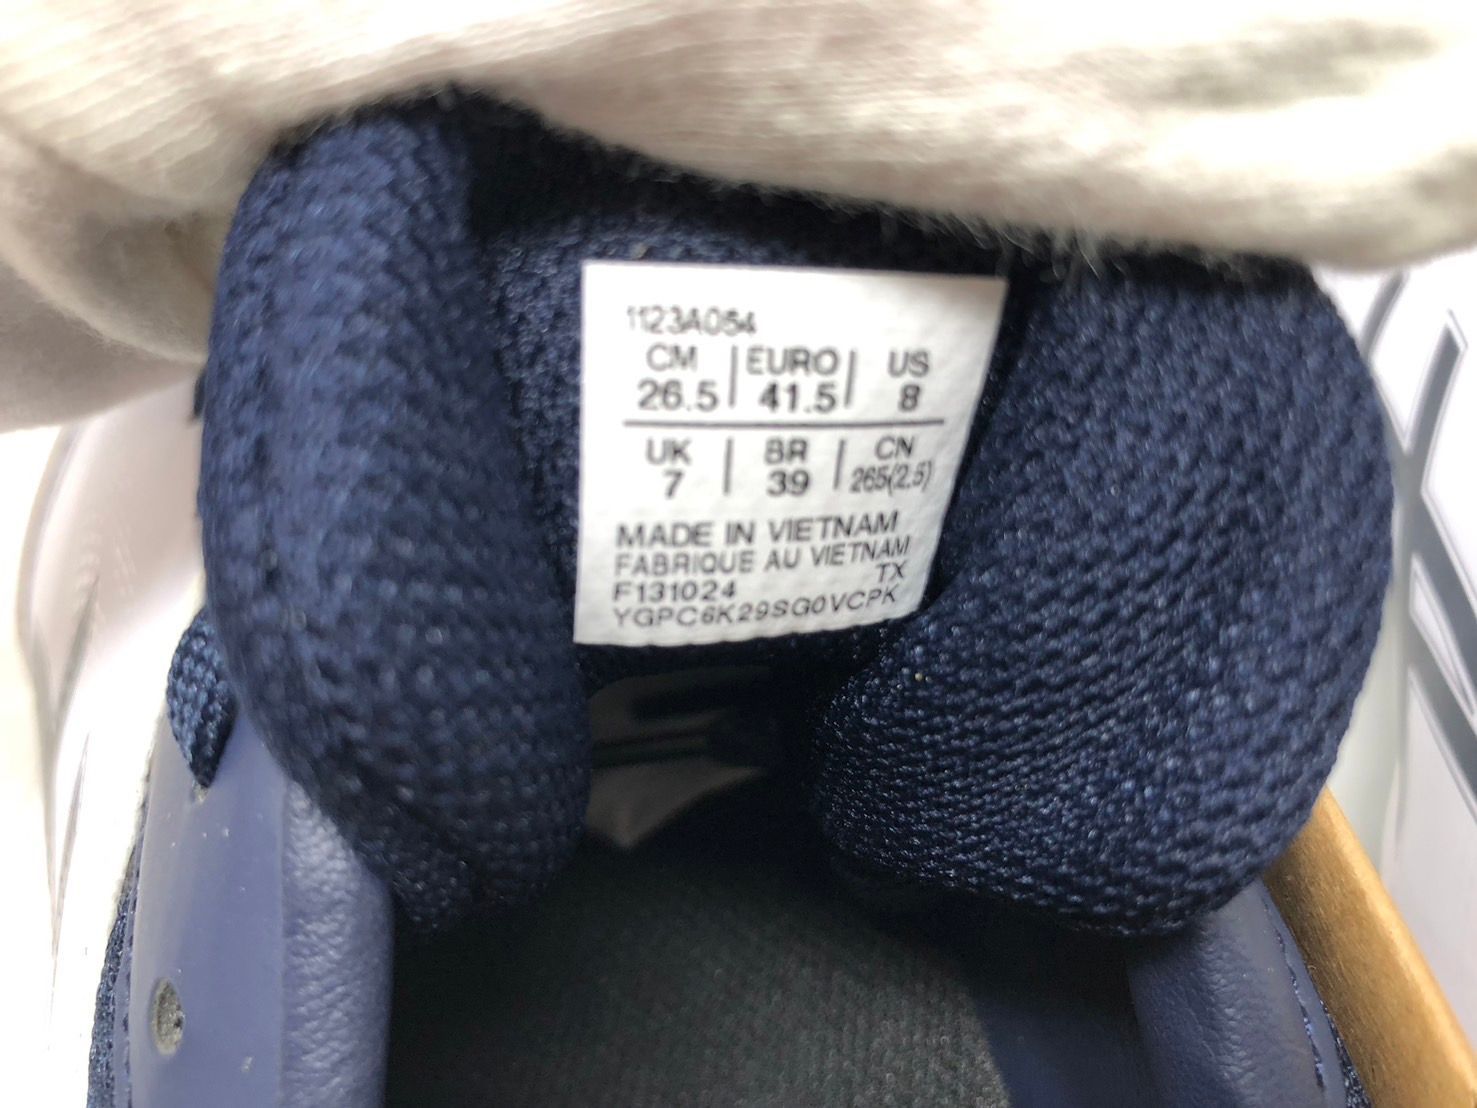 1123A054
CM | EURO | US
26.5 | 41.5 | 8
UK | BR | CN
7 | 39 | 265(2.5)
MADE IN VIETNAM
FABRIQUE AU VIETNAM
F131024 TX
YGPC6K29SG0VCPK